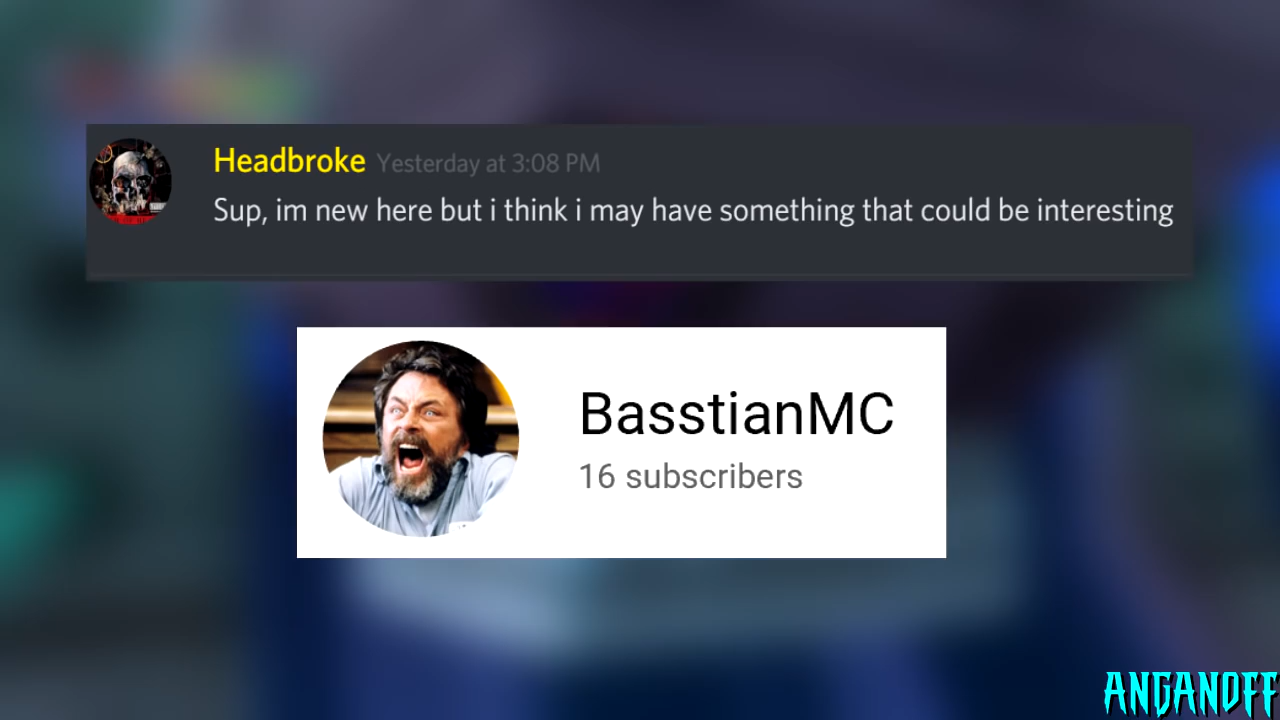 Headbroke Yesterday at 3:08 PM
Sup, im new here but i think i may have something that could be interesting
BasstianMC
16 subscribers
ANGANOFF